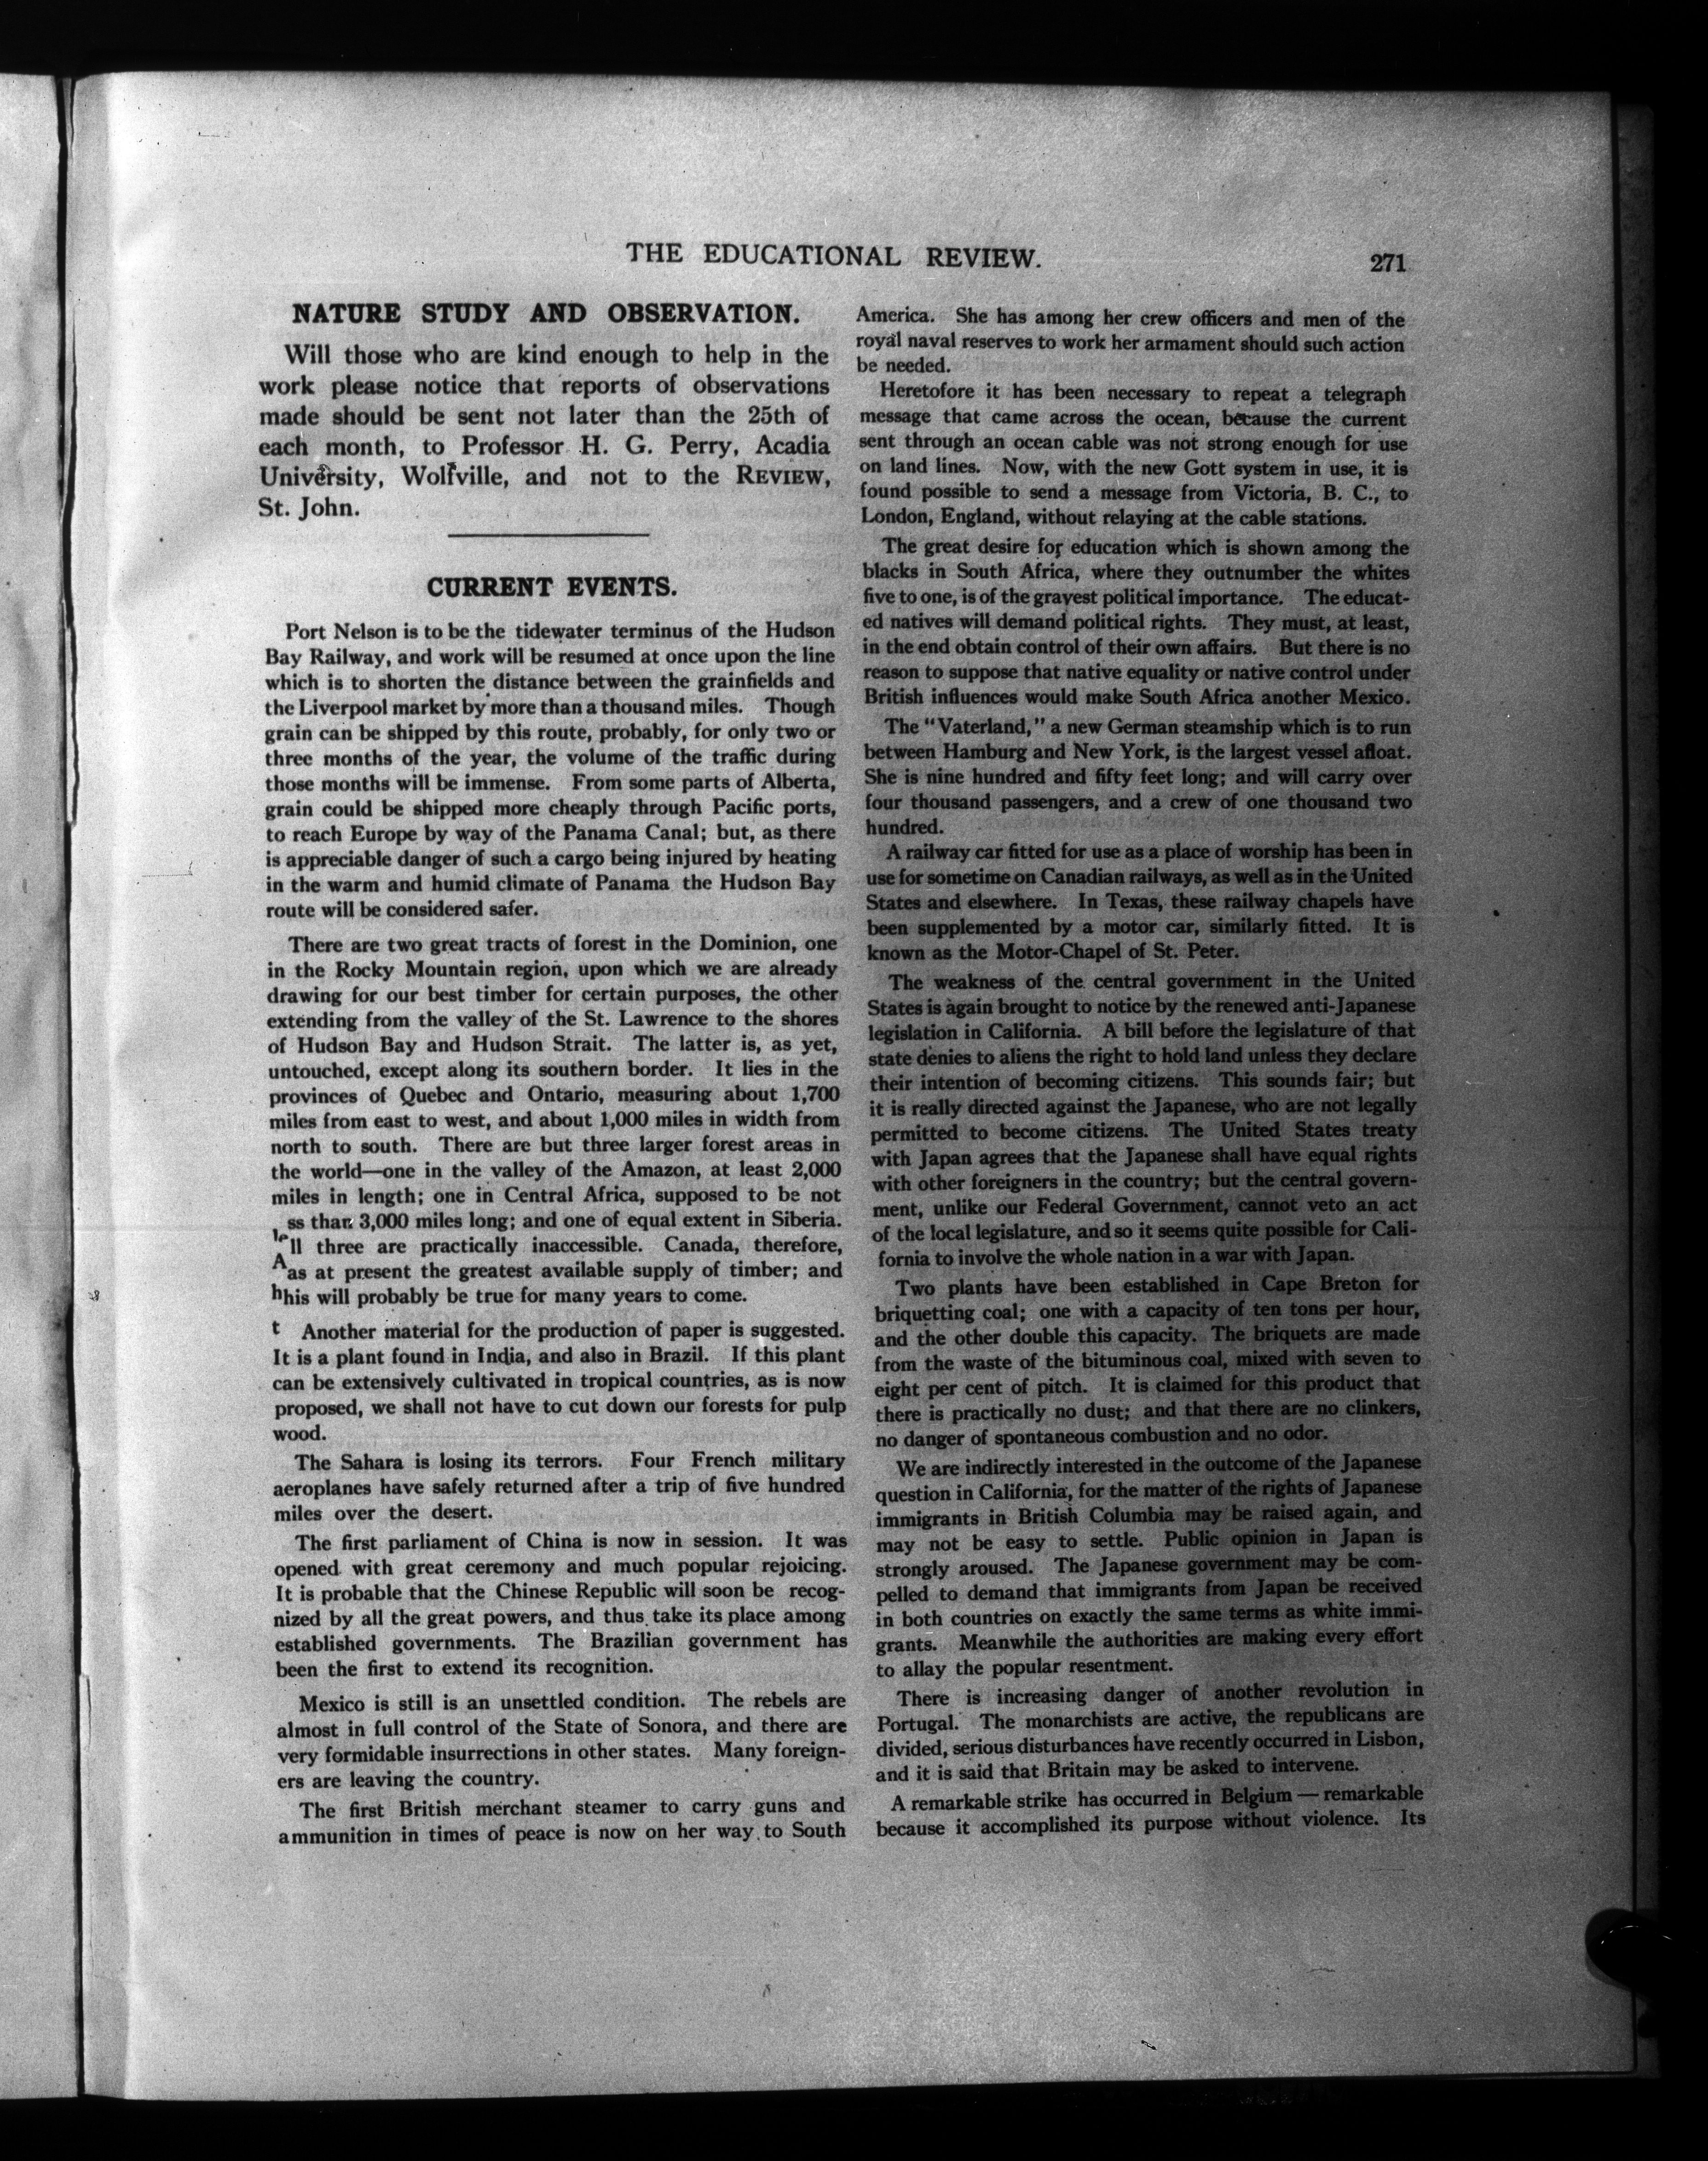 THE EDUCATIONAL REVIEW.
271
NATURE STUDY AND OBSERVATION.
Will those who are kind enough to help in the
work please notice that reports of observations
made should be sent not later than the 25th of
each month, to Professor H. G. Perry, Acadia
University, Wolfville, and not to the REVIEW,
St. John.
CURRENT EVENTS.
Port Nelson is to be the tidewater terminus of the Hudson
Bay Railway, and work will be resumed at once upon the line
which is to shorten the distance between the grainfields and
the Liverpool market by more than a thousand miles. Though
grain can be shipped by this route, probably, for only two or
three months of the year, the volume of the traffic during
those months will be immense. From some parts of Alberta,
grain could be shipped more cheaply through Pacific ports,
to reach Europe by way of the Panama Canal; but, as there
is appreciable danger of such a cargo being injured by heating
in the warm and humid climate of Panama the Hudson Bay
route will be considered safer.
There are two great tracts of forest in the Dominion, one
in the Rocky Mountain region, upon which we are already
drawing for our best timber for certain purposes, the other
extending from the valley of the St. Lawrence to the shores
of Hudson Bay and Hudson Strait. The latter is, as yet,
untouched, except along its southern border. It lies in the
provinces of Quebec and Ontario, measuring about 1,700
miles from east to west, and about 1,000 miles in width from
north to south. There are but three larger forest areas in
the world—one in the valley of the Amazon, at least 2,000
miles in length; one in Central Africa, supposed to be not
less than 3,000 miles long; and one of equal extent in Siberia.
All three are practically inaccessible. Canada, therefore,
has at present the greatest available supply of timber; and
this will probably be true for many years to come.
Another material for the production of paper is suggested.
It is a plant found in India, and also in Brazil. If this plant
can be extensively cultivated in tropical countries, as is now
proposed, we shall not have to cut down our forests for pulp
wood.
The Sahara is losing its terrors. Four French military
aeroplanes have safely returned after a trip of five hundred
miles over the desert.
The first parliament of China is now in session. It was
opened with great ceremony and much popular rejoicing.
It is probable that the Chinese Republic will soon be recog-
nized by all the great powers, and thus take its place among
established governments. The Brazilian government has
been the first to extend its recognition.
Mexico is still is an unsettled condition. The rebels are
almost in full control of the State of Sonora, and there are
very formidable insurrections in other states. Many foreign-
ers are leaving the country.
The first British merchant steamer to carry guns and
ammunition in times of peace is now on her way to South
America. She has among her crew officers and men of the
royal naval reserves to work her armament should such action
be needed.
Heretofore it has been necessary to repeat a telegraph
message that came across the ocean, because the current
sent through an ocean cable was not strong enough for use
on land lines. Now, with the new Gott system in use, it is
found possible to send a message from Victoria, B. C., to
London, England, without relaying at the cable stations.
The great desire for education which is shown among the
blacks in South Africa, where they outnumber the whites
five to one, is of the gravest political importance. The educat-
ed natives will demand political rights. They must, at least,
in the end obtain control of their own affairs. But there is no
reason to suppose that native equality or native control under
British influences would make South Africa another Mexico.
The "Vaterland," a new German steamship which is to run
between Hamburg and New York, is the largest vessel afloat.
She is nine hundred and fifty feet long; and will carry over
four thousand passengers, and a crew of one thousand two
hundred.
A railway car fitted for use as a place of worship has been in
use for sometime on Canadian railways, as well as in the United
States and elsewhere. In Texas, these railway chapels have
been supplemented by a motor car, similarly fitted. It is
known as the Motor-Chapel of St. Peter.
The weakness of the central government in the United
States is again brought to notice by the renewed anti-Japanese
legislation in California. A bill before the legislature of that
state denies to aliens the right to hold land unless they declare
their intention of becoming citizens. This sounds fair; but
it is really directed against the Japanese, who are not legally
permitted to become citizens. The United States treaty
with Japan agrees that the Japanese shall have equal rights
with other foreigners in the country; but the central govern-
ment, unlike our Federal Government, cannot veto an act
of the local legislature, and so it seems quite possible for Cali-
fornia to involve the whole nation in a war with Japan.
Two plants have been established in Cape Breton for
briquetting coal; one with a capacity of ten tons per hour,
and the other double this capacity. The briquets are made
from the waste of the bituminous coal, mixed with seven to
eight per cent of pitch. It is claimed for this product that
there is practically no dust; and that there are no clinkers,
no danger of spontaneous combustion and no odor.
We are indirectly interested in the outcome of the Japanese
question in California, for the matter of the rights of Japanese
immigrants in British Columbia may be raised again, and
may not be easy to settle. Public opinion in Japan is
strongly aroused. The Japanese government may be com-
pelled to demand that immigrants from Japan be received
in both countries on exactly the same terms as white immi-
grants. Meanwhile the authorities are making every effort
to allay the popular resentment.
There is increasing danger of another revolution in
Portugal. The monarchists are active, the republicans are
divided, serious disturbances have recently occurred in Lisbon,
and it is said that Britain may be asked to intervene.
A remarkable strike has occurred in Belgium — remarkable
because it accomplished its purpose without violence. Its